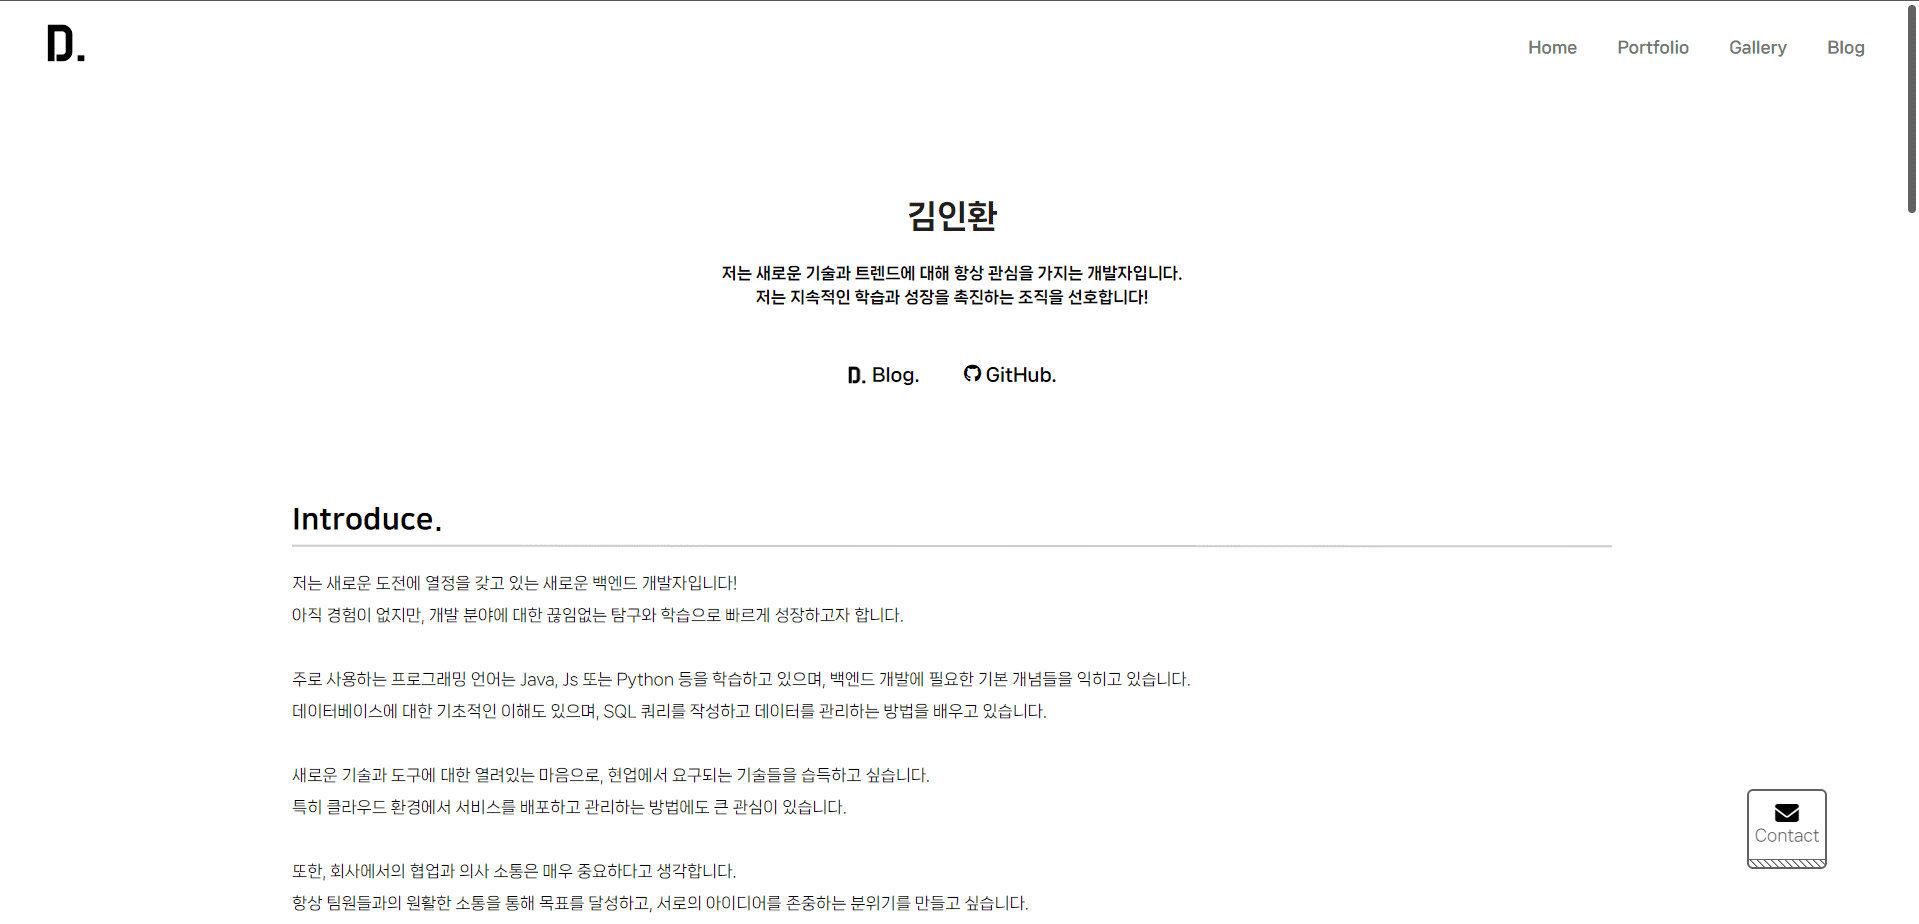 D.
Home Portfolio Gallery Blog
김인환
저는 새로운 기술과 트렌드에 대해 항상 관심을 가지는 개발자입니다.
저는 지속적인 학습과 성장을 촉진하는 조직을 선호합니다!
D. Blog. GitHub.
Introduce.
저는 새로운 도전에 열정을 갖고 있는 새로운 백엔드 개발자입니다!
아직 경험이 없지만, 개발 분야에 대한 끊임없는 탐구와 학습으로 빠르게 성장하고자 합니다.
주로 사용하는 프로그래밍 언어는 Java, Js 또는 Python 등을 학습하고 있으며, 백엔드 개발에 필요한 기본 개념들을 익히고 있습니다.
데이터베이스에 대한 기초적인 이해도 있으며, SQL 쿼리를 작성하고 데이터를 관리하는 방법을 배우고 있습니다.
새로운 기술과 도구에 대한 열려있는 마음으로, 현업에서 요구되는 기술들을 습득하고 싶습니다.
특히 클라우드 환경에서 서비스를 배포하고 관리하는 방법에도 큰 관심이 있습니다.
Contact
또한, 회사에서의 협업과 의사 소통은 매우 중요하다고 생각합니다.
항상 팀원들과의 원활한 소통을 통해 목표를 달성하고, 서로의 아이디어를 존중하는 분위기를 만들고 싶습니다.